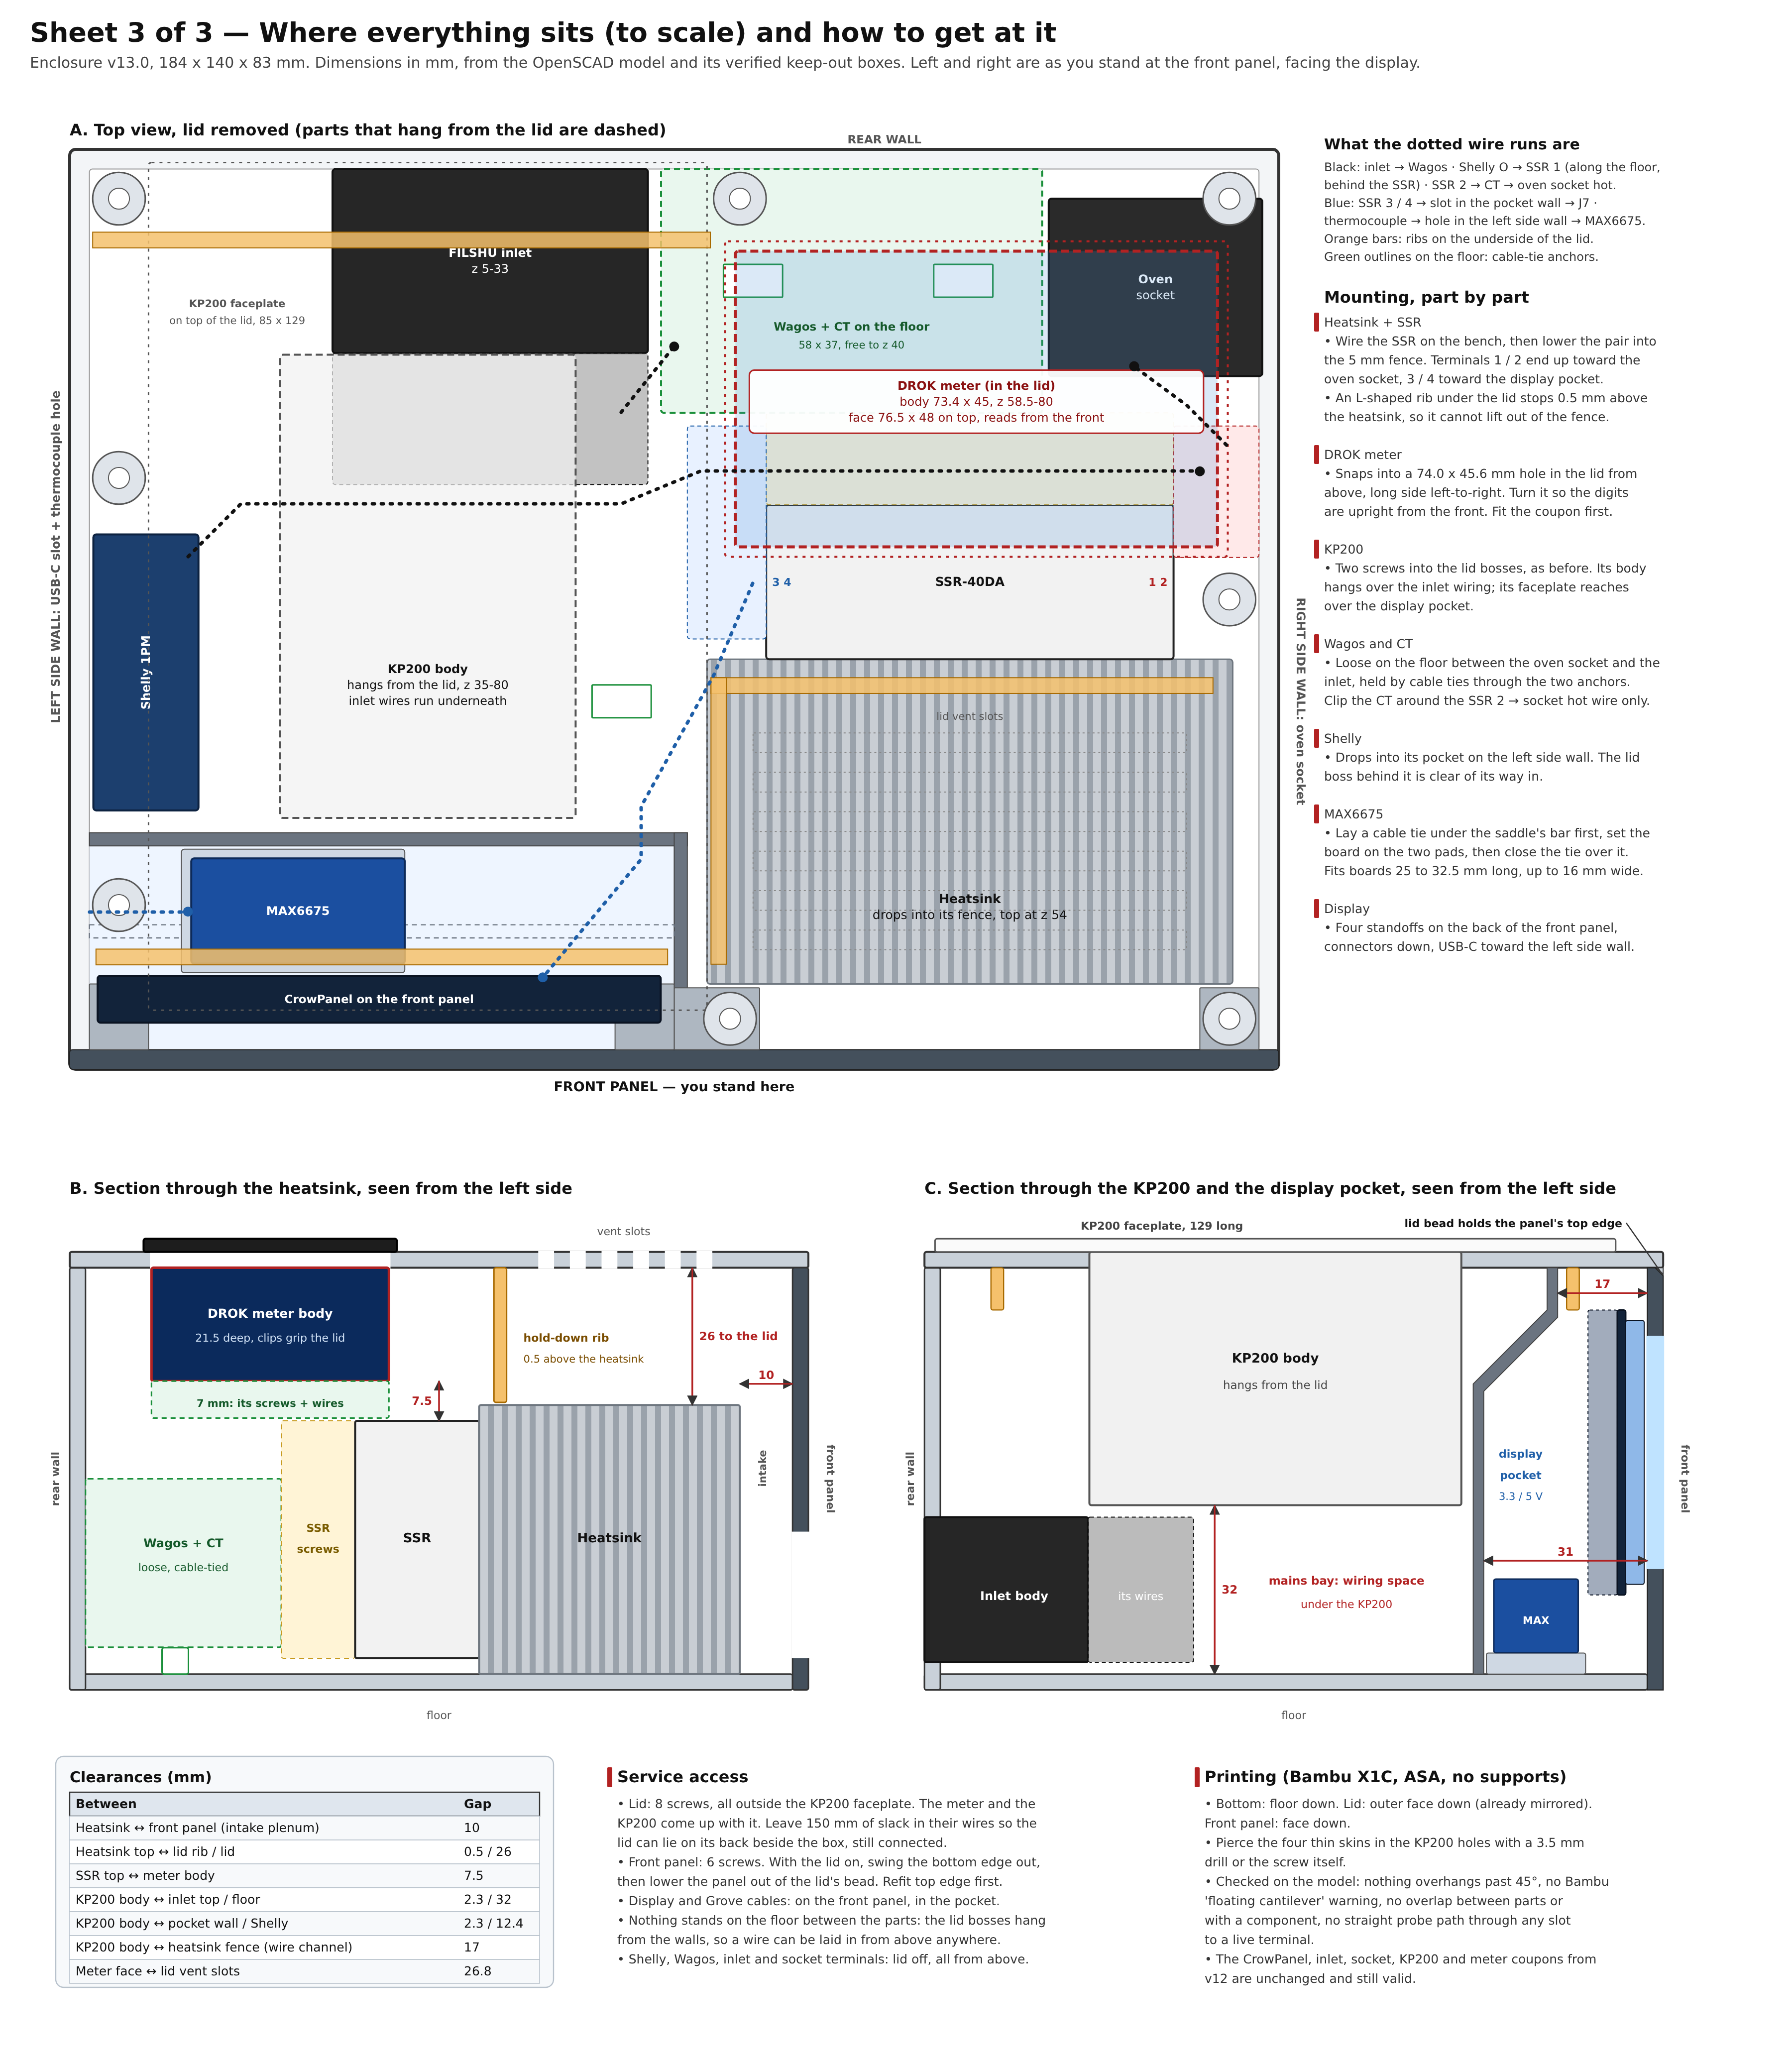 Sheet 3 of 3 — Where everything sits (to scale) and how to get at it
Enclosure v13.0, 184 x 140 x 83 mm. Dimensions in mm, from the OpenSCAD model and its verified keep-out boxes. Left and right are as you stand at the front panel, facing the display.
A. Top view, lid removed (parts that hang from the lid are dashed)
REAR WALL
FILSHU inlet
z 5-33
KP200 faceplate
on top of the lid, 85 x 129
Oven
socket
Wagos + CT on the floor
58 x 37, free to z 40
DROK meter (in the lid)
body 73.4 x 45, z 58.5-80
face 76.5 x 48 on top, reads from the front
LEFT SIDE WALL: USB-C slot + thermocouple hole
3 4
SSR-40DA
1 2
Shelly 1PM
KP200 body
hangs from the lid, z 35-80
inlet wires run underneath
lid vent slots
RIGHT SIDE WALL: oven socket
MAX6675
Heatsink
drops into its fence, top at z 54
CrowPanel on the front panel
FRONT PANEL — you stand here
What the dotted wire runs are
Black: inlet → Wagos · Shelly O → SSR 1 (along the floor,
behind the SSR) · SSR 2 → CT → oven socket hot.
Blue: SSR 3 / 4 → slot in the pocket wall → J7 ·
thermocouple → hole in the left side wall → MAX6675.
Orange bars: ribs on the underside of the lid.
Green outlines on the floor: cable-tie anchors.
Mounting, part by part
Heatsink + SSR
• Wire the SSR on the bench, then lower the pair into
the 5 mm fence. Terminals 1 / 2 end up toward the
oven socket, 3 / 4 toward the display pocket.
• An L-shaped rib under the lid stops 0.5 mm above
the heatsink, so it cannot lift out of the fence.
DROK meter
• Snaps into a 74.0 x 45.6 mm hole in the lid from
above, long side left-to-right. Turn it so the digits
are upright from the front. Fit the coupon first.
KP200
• Two screws into the lid bosses, as before. Its body
hangs over the inlet wiring; its faceplate reaches
over the display pocket.
Wagos and CT
• Loose on the floor between the oven socket and the
inlet, held by cable ties through the two anchors.
Clip the CT around the SSR 2 → socket hot wire only.
Shelly
• Drops into its pocket on the left side wall. The lid
boss behind it is clear of its way in.
MAX6675
• Lay a cable tie under the saddle's bar first, set the
board on the two pads, then close the tie over it.
Fits boards 25 to 32.5 mm long, up to 16 mm wide.
Display
• Four standoffs on the back of the front panel,
connectors down, USB-C toward the left side wall.
B. Section through the heatsink, seen from the left side
vent slots
DROK meter body
21.5 deep, clips grip the lid
7 mm: its screws + wires
7.5
hold-down rib
0.5 above the heatsink
26 to the lid
10
rear wall
Wagos + CT
loose, cable-tied
SSR
screws
SSR
Heatsink
intake
front panel
floor
C. Section through the KP200 and the display pocket, seen from the left side
KP200 faceplate, 129 long
lid bead holds the panel's top edge
17
KP200 body
hangs from the lid
display
pocket
3.3 / 5 V
rear wall
front panel
31
Inlet body
its wires
32
mains bay: wiring space
under the KP200
MAX
floor
Clearances (mm)
Between Gap
Heatsink ↔ front panel (intake plenum) 10
Heatsink top ↔ lid rib / lid 0.5 / 26
SSR top ↔ meter body 7.5
KP200 body ↔ inlet top / floor 2.3 / 32
KP200 body ↔ pocket wall / Shelly 2.3 / 12.4
KP200 body ↔ heatsink fence (wire channel) 17
Meter face ↔ lid vent slots 26.8
Service access
• Lid: 8 screws, all outside the KP200 faceplate. The meter and the
KP200 come up with it. Leave 150 mm of slack in their wires so the
lid can lie on its back beside the box, still connected.
• Front panel: 6 screws. With the lid on, swing the bottom edge out,
then lower the panel out of the lid's bead. Refit top edge first.
• Display and Grove cables: on the front panel, in the pocket.
• Nothing stands on the floor between the parts: the lid bosses hang
from the walls, so a wire can be laid in from above anywhere.
• Shelly, Wagos, inlet and socket terminals: lid off, all from above.
Printing (Bambu X1C, ASA, no supports)
• Bottom: floor down. Lid: outer face down (already mirrored).
Front panel: face down.
• Pierce the four thin skins in the KP200 holes with a 3.5 mm
drill or the screw itself.
• Checked on the model: nothing overhangs past 45°, no Bambu
'floating cantilever' warning, no overlap between parts or
with a component, no straight probe path through any slot
to a live terminal.
• The CrowPanel, inlet, socket, KP200 and meter coupons from
v12 are unchanged and still valid.